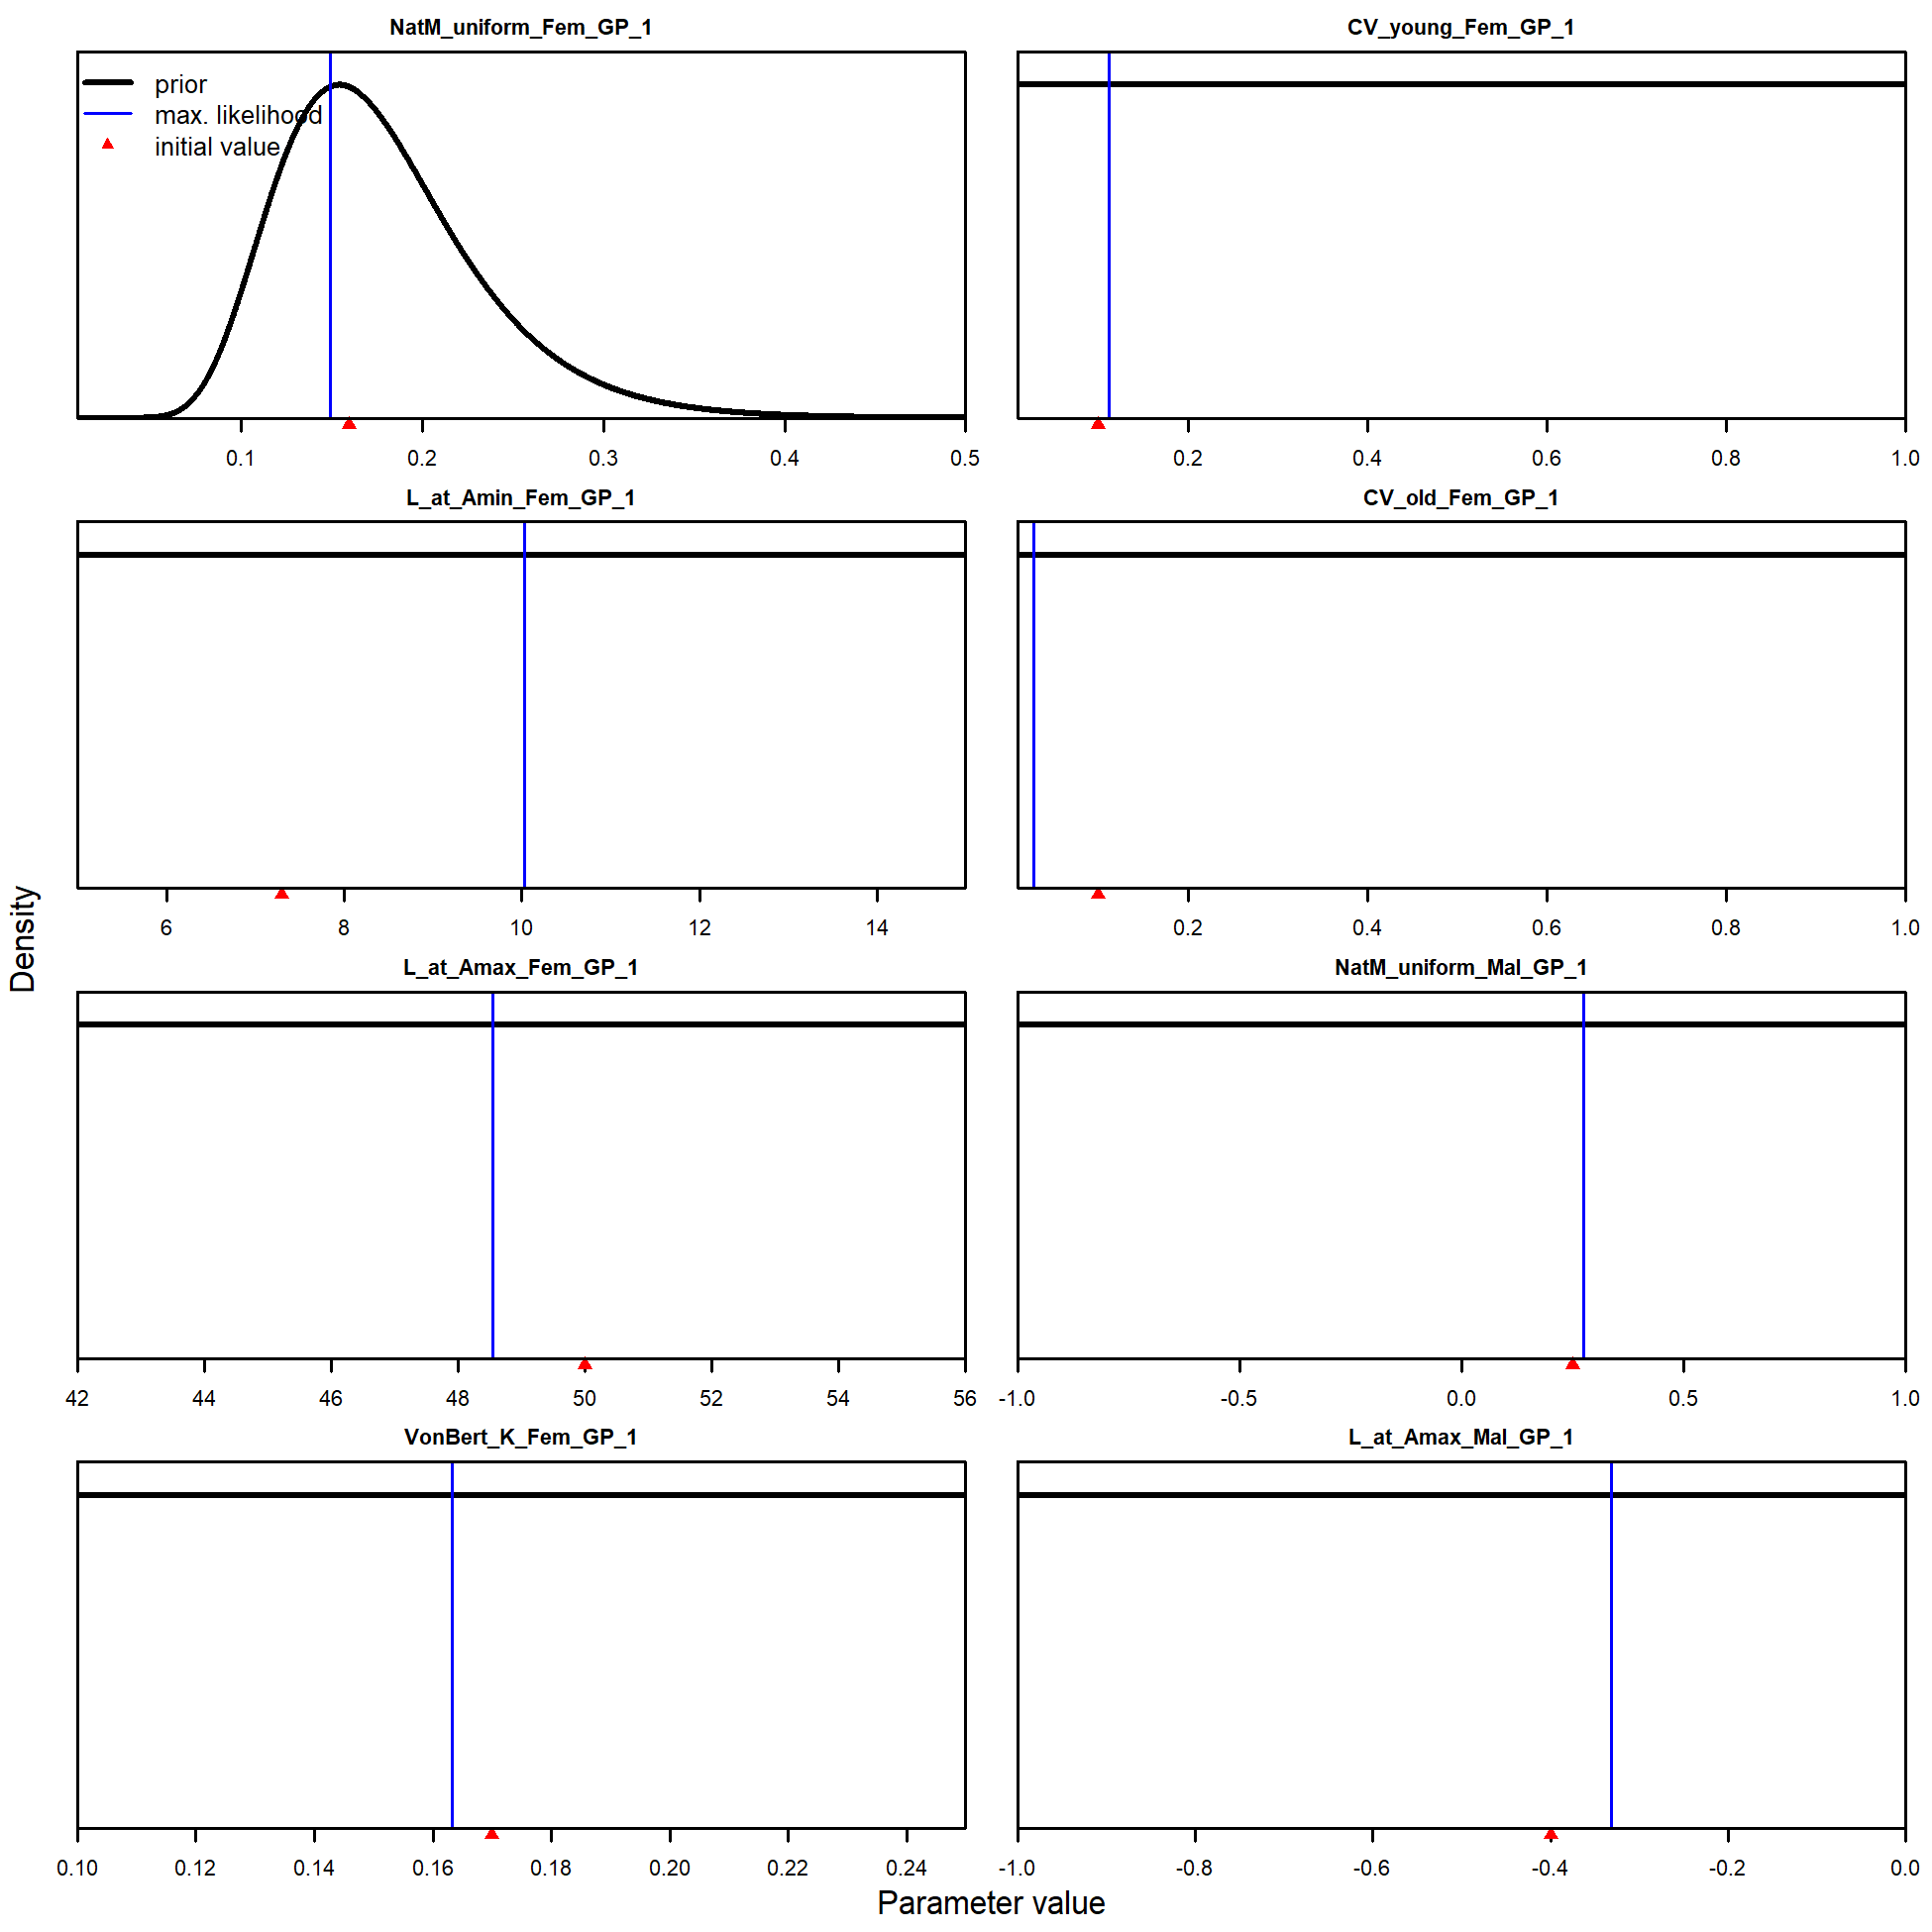 NatM_uniform_Fem_GP_1
prior
max. likelihood
initial value
0.1 0.2 0.3 0.4 0.5
CV_young_Fem_GP_1
0.2 0.4 0.6 0.8 1.0
L_at_Amin_Fem_GP_1
6 8 10 12 14
CV_old_Fem_GP_1
0.2 0.4 0.6 0.8 1.0
L_at_Amax_Fem_GP_1
42 44 46 48 50 52 54 56
NatM_uniform_Mal_GP_1
-1.0 -0.5 0.0 0.5 1.0
VonBert_K_Fem_GP_1
0.10 0.12 0.14 0.16 0.18 0.20 0.22 0.24
L_at_Amax_Mal_GP_1
-1.0 -0.8 -0.6 -0.4 -0.2 0.0
Density
Parameter value